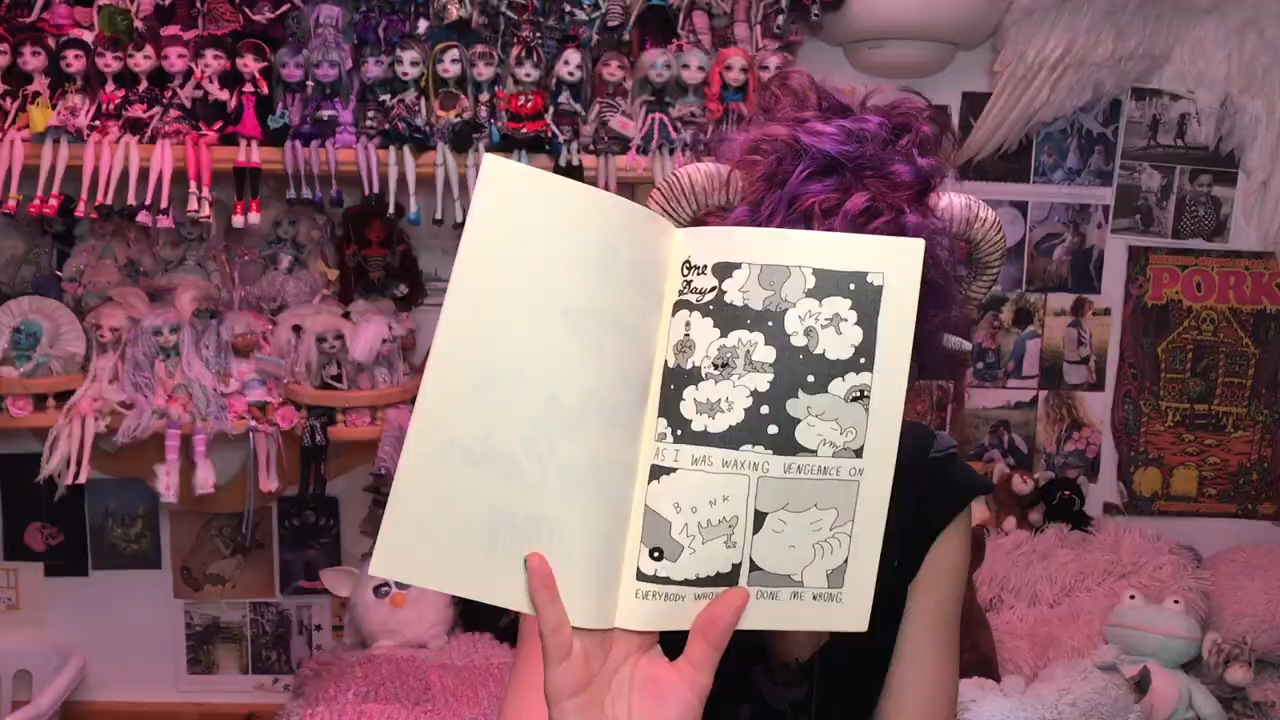 One
Day
AS I WAS WAXING VENGEANCE ON
BONK
EVERYBODY DONE ME WRONG.
PORK